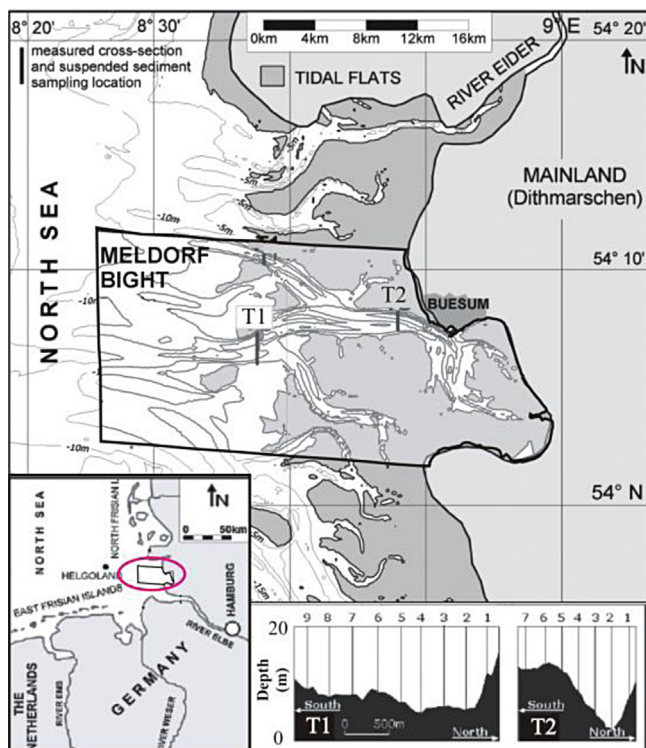 8° 20
8° 30
9° E
54° 20
0km 4km 8km 12km 16km
measured cross-section
and suspended sediment
sampling location
TIDAL FLATS
RIVER EIDER
N
MAINLAND
(Dithmarschen)
NORTH SEA
-5m
-5m
-5m
-10m
MELDORF
BIGHT
54° 10
-10m
T1
T2
BUESUM
-10m
54° N
NORTH SEA
NORTH FRISIAN I
N
0 50km
HELGOLAND
EAST FRISIAN ISLANDS
HAMBURG
RIVER ELBE
GERMANY
THE
NETHERLANDS
RIVER EMS
RIVER WESER
20
Depth
(m)
0
9 8 7 6 5 4 3 2 1
South
T1
0 500m
North
7 6 5 4 3 2 1
South
T2
North